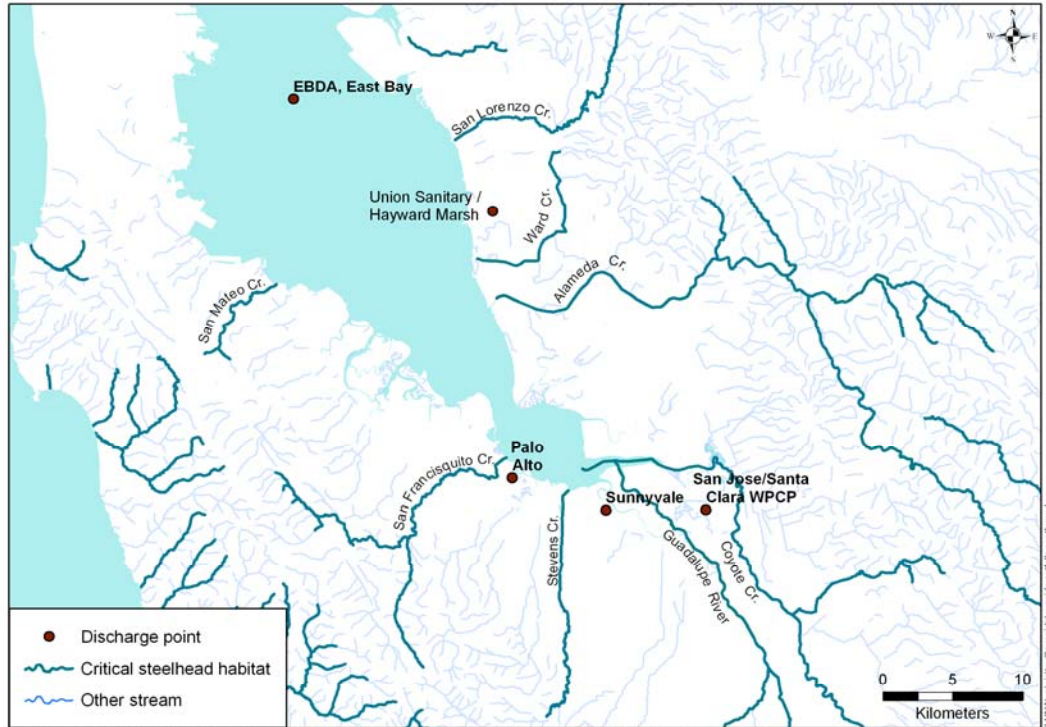 N
W
E
S
EBDA, East Bay
San Lorenzo Cr.
Union Sanitary /
Hayward Marsh
Ward Cr.
Alameda Cr.
San Mateo Cr.
Palo
Alto
San Francisquito Cr.
Sunnyvale
San Jose/Santa
Clara WPCP
Stevens Cr.
Guadalupe River
Coyote Cr.
Discharge point
Critical steelhead habitat
Other stream
0
5
10
Kilometers